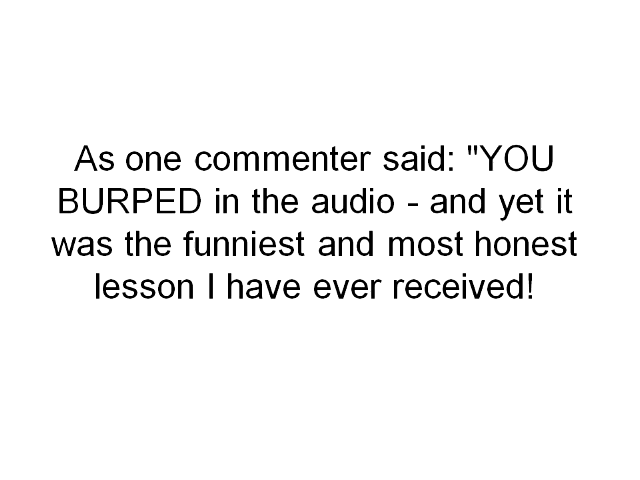 As one commenter said: "YOU
BURPED in the audio - and yet it
was the funniest and most honest
lesson I have ever received!